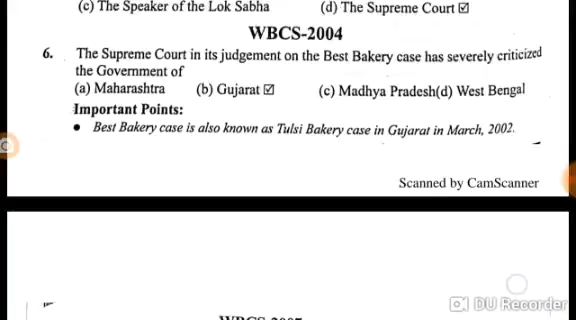 (c) The Speaker of the Lok Sabha (d) The Supreme Court ☑
WBCS-2004
6. The Supreme Court in its judgement on the Best Bakery case has severely criticized
the Government of
(a) Maharashtra (b) Gujarat ☑ (c) Madhya Pradesh(d) West Bengal
Important Points:
• Best Bakery case is also known as Tulsi Bakery case in Gujarat in March, 2002.
Scanned by CamScanner
DU Recorder